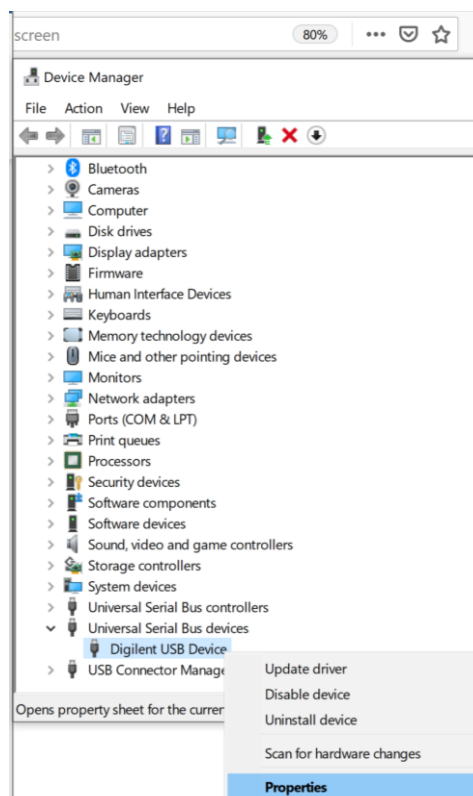 screen
80%
Device Manager
File Action View Help
Bluetooth
Cameras
Computer
Disk drives
Display adapters
Firmware
Human Interface Devices
Keyboards
Memory technology devices
Mice and other pointing devices
Monitors
Network adapters
Ports (COM & LPT)
Print queues
Processors
Security devices
Software components
Software devices
Sound, video and game controllers
Storage controllers
System devices
Universal Serial Bus controllers
Universal Serial Bus devices
Digilent USB Device
USB Connector Manage
Opens property sheet for the curren
Update driver
Disable device
Uninstall device
Scan for hardware changes
Properties